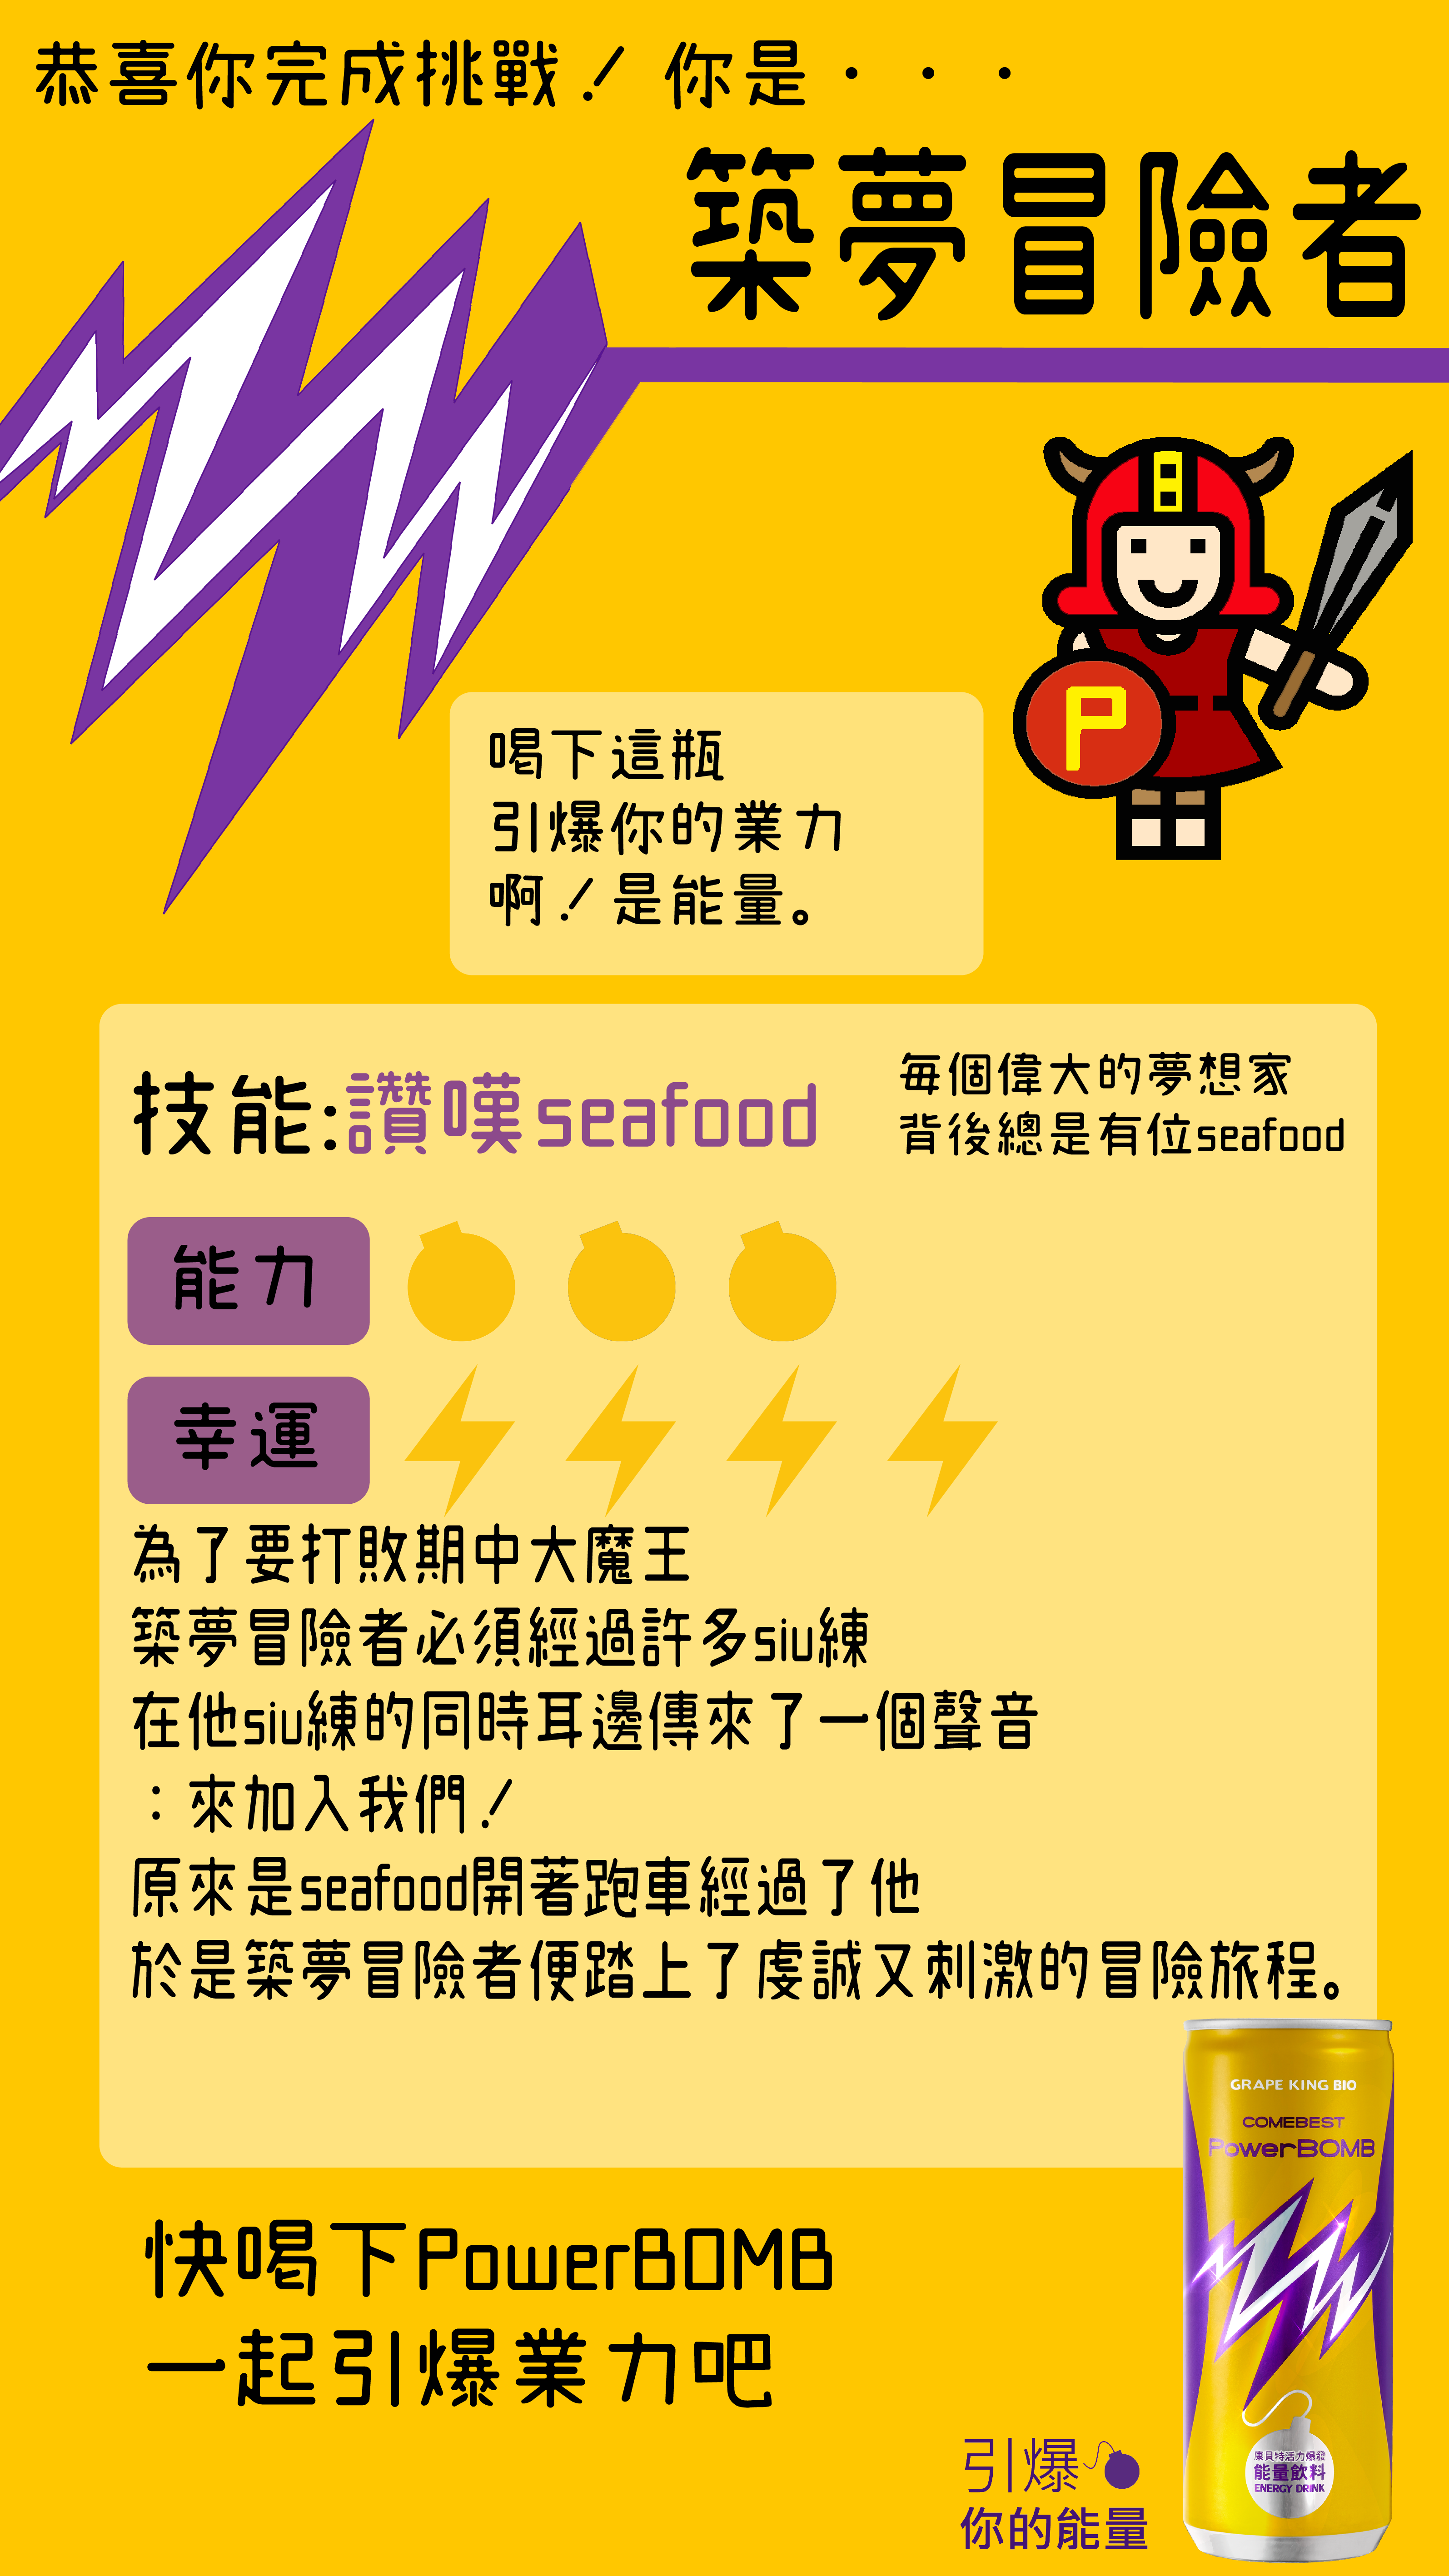 恭喜你完成挑戰！ 你是・・・
築夢冒險者
P
喝下這瓶
引爆你的業力
啊！是能量。
技能:讚嘆seafood
每個偉大的夢想家
背後總是有位seafood
能力
幸運
為了要打敗期中大魔王
築夢冒險者必須經過許多siu練
在他siu練的同時耳邊傳來了一個聲音
：來加入我們！
原來是seafood開著跑車經過了他
於是築夢冒險者便踏上了虔誠又刺激的冒險旅程。
GRAPE KING BIO
COMEBEST
PowerBOMB
快喝下PowerBOMB
一起引爆業力吧
康貝特活力爆發
能量飲料
ENERGY DRINK
引爆
你的能量